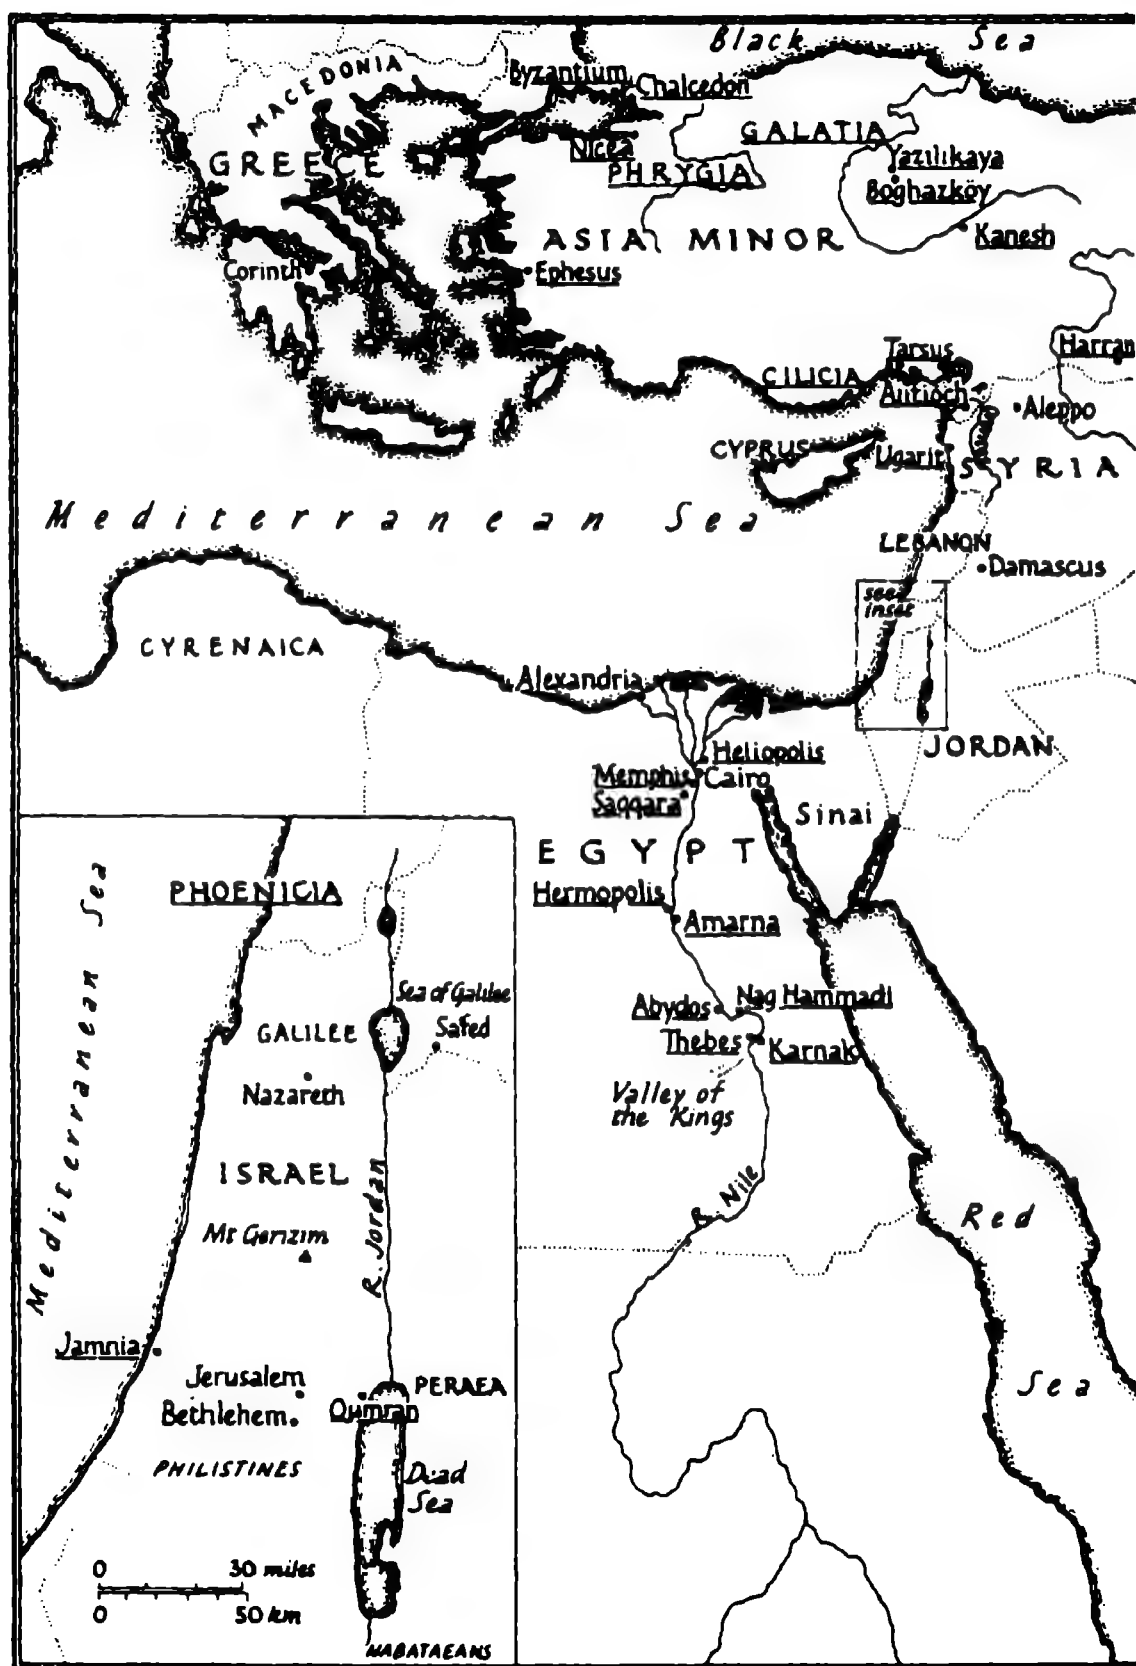 Black Sea
MACEDONIA
Byzantium
Chalcedon
GREECE
Nicea
GALATIA
PHRYGIA
Yazilikaya
Boghazköy
ASIA MINOR
Kanesh
Corinth
Ephesus
Tarsus
Harran
CILICIA
Antioch
Aleppo
CYPRUS
Ugarit
SYRIA
Mediterranean Sea
LEBANON
Damascus
see
inset
CYRENAICA
Alexandria
JORDAN
Heliopolis
Memphis
Cairo
Saqqara
Sinai
EGYPT
Hermopolis
Amarna
Abydos
Nag Hammadi
Thebes
Karnak
Valley of
the Kings
R. Nile
Red
Sea
Mediterranean Sea
PHOENICIA
Sea of Galilee
GALILEE
Safed
Nazareth
ISRAEL
R. Jordan
Mt Gerizim
Jamnia
Jerusalem
PERAEA
Bethlehem
Qumran
PHILISTINES
Dead
Sea
0 30 miles
0 50 km
NABATAEANS